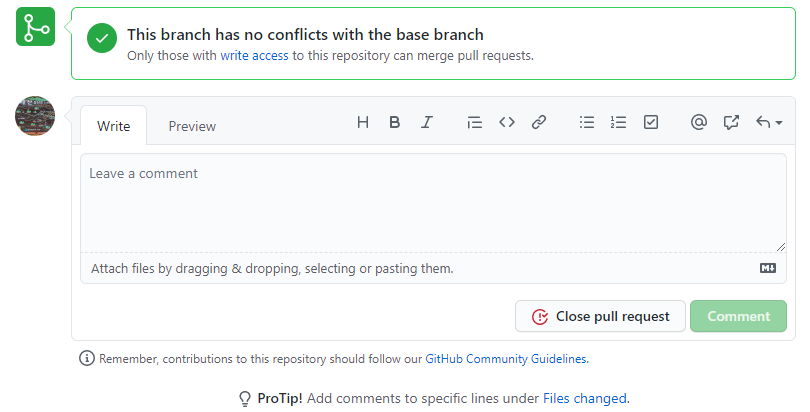 This branch has no conflicts with the base branch
Only those with write access to this repository can merge pull requests.
Write Preview H B I
Leave a comment
Attach files by dragging & dropping, selecting or pasting them.
Close pull request Comment
Remember, contributions to this repository should follow our GitHub Community Guidelines.
ProTip! Add comments to specific lines under Files changed.